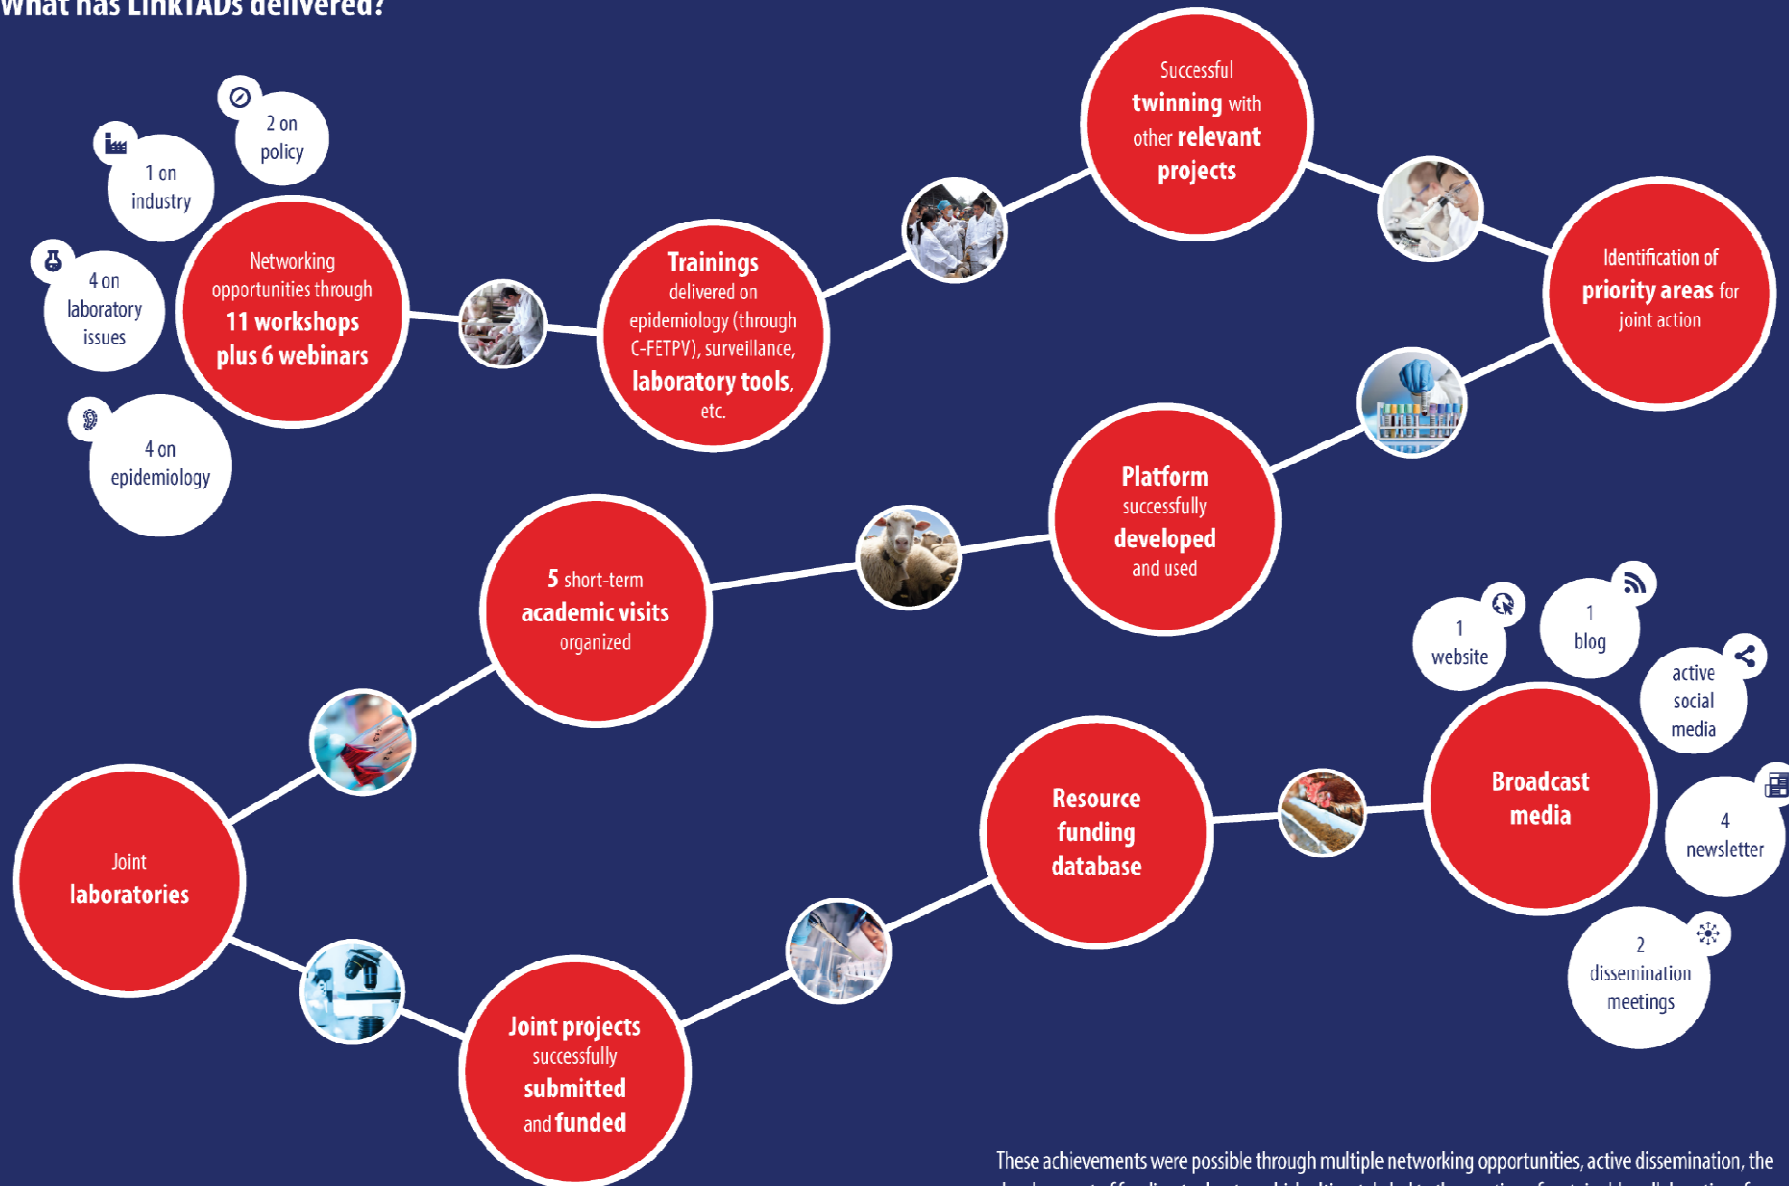 What has LinkTADs delivered?
2 on
policy
1 on
industry
4 on
laboratory
issues
4 on
epidemiology
Networking
opportunities through
11 workshops
plus 6 webinars
Trainings
delivered on
epidemiology (through
C-FETPV), surveillance,
laboratory tools,
etc.
Successful
twinning with
other relevant
projects
Identification of
priority areas for
joint action
Platform
successfully
developed
and used
5 short-term
academic visits
organized
Joint
laboratories
Joint projects
successfully
submitted
and funded
Resource
funding
database
Broadcast
media
1
website
1
blog
active
social
media
4
newsletter
2
dissemination
meetings
These achievements were possible through multiple networking opportunities, active dissemination, the